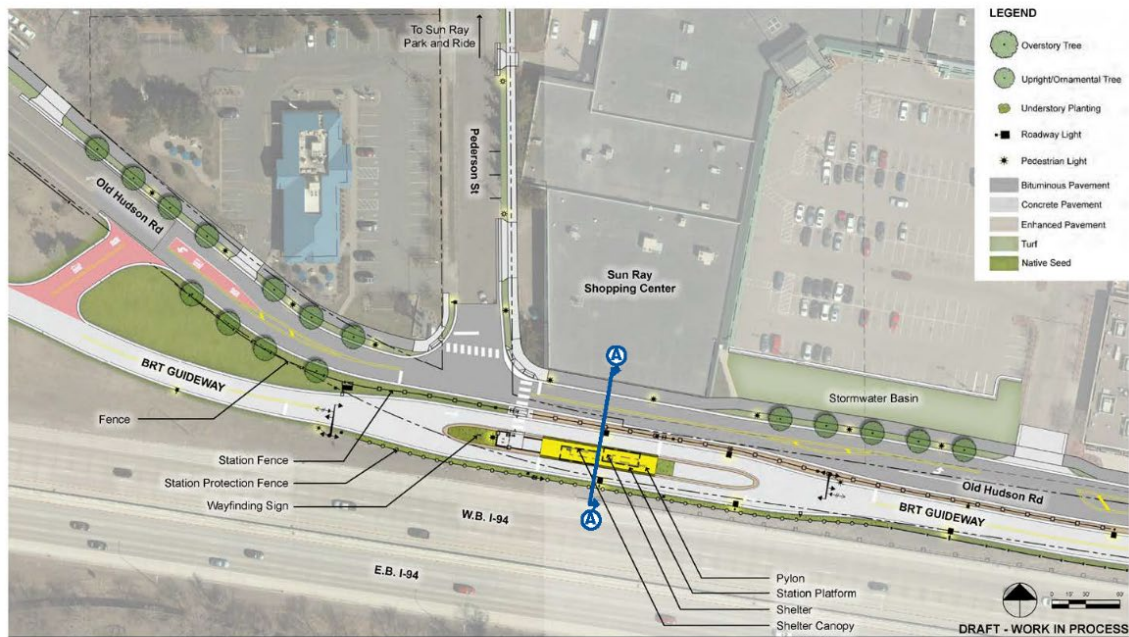 To Sun Ray
Park and Ride
Pederson St
Old Hudson Rd
Sun Ray
Shopping Center
BRT GUIDEWAY
Fence
Station Fence
Station Protection Fence
Wayfinding Sign
A
A
Stormwater Basin
Old Hudson Rd
BRT GUIDEWAY
W.B. I-94
E.B. I-94
Pylon
Station Platform
Shelter
Shelter Canopy
LEGEND
Overstory Tree
Upright/Ornamental Tree
Understory Planting
Roadway Light
Pedestrian Light
Bituminous Pavement
Concrete Pavement
Enhanced Pavement
Turf
Native Seed
DRAFT - WORK IN PROCESS